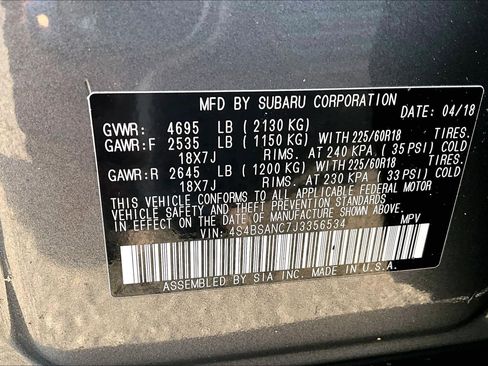 MFD BY SUBARU CORPORATION DATE: 04/18
GVWR: 4695 LB ( 2130 KG)
GAWR:F 2535 LB ( 1150 KG) WITH 225/60R18 TIRES.
18X7J RIMS. AT 240 KPA ( 35 PSI) COLD
GAWR:R 2645 LB ( 1200 KG) WITH 225/60R18 TIRES.
18X7J RIMS. AT 230 KPA ( 33 PSI) COLD
THIS VEHICLE CONFORMS TO ALL APPLICABLE FEDERAL MOTOR
VEHICLE SAFETY AND THEFT PREVENTION STANDARDS
IN EFFECT ON THE DATE OF MANUFACTURE SHOWN ABOVE.
VIN: 4S4BSANC7J3356534 MPV
ASSEMBLED BY SIA INC. MADE IN U.S.A.